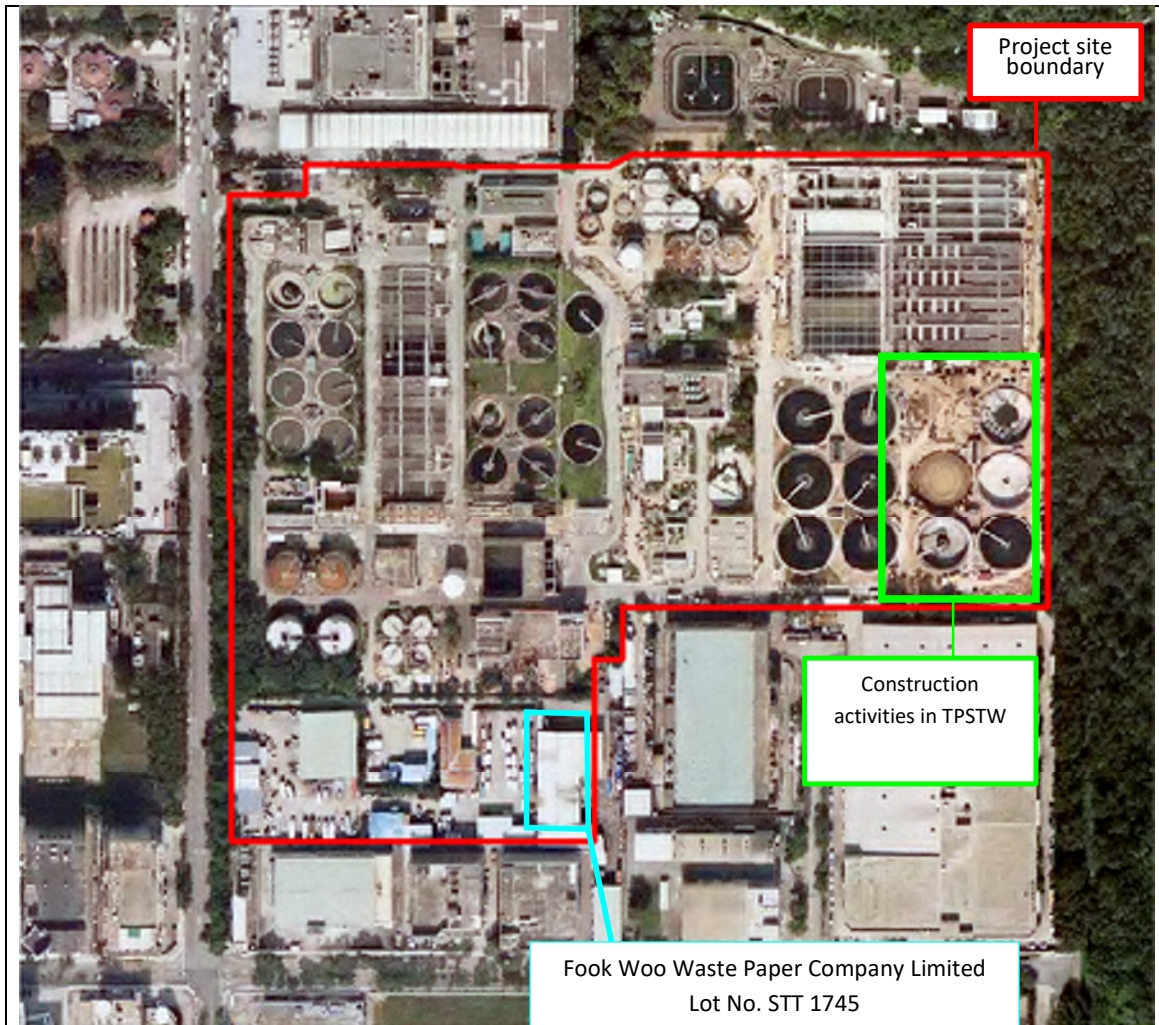 Project site
boundary
Construction
activities in TPSTW
Fook Woo Waste Paper Company Limited
Lot No. STT 1745